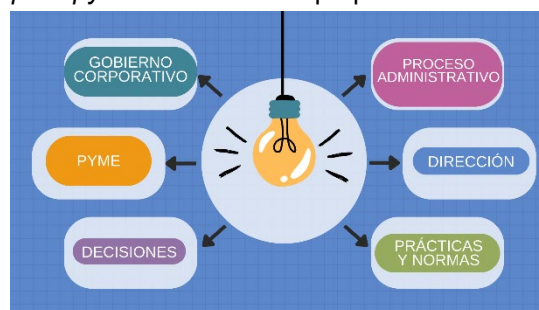 GOBIERNO
CORPORATIVO
PROCESO
ADMINISTRATIVO
PYME
DIRECCIÓN
DECISIONES
PRÁCTICAS
Y NORMAS